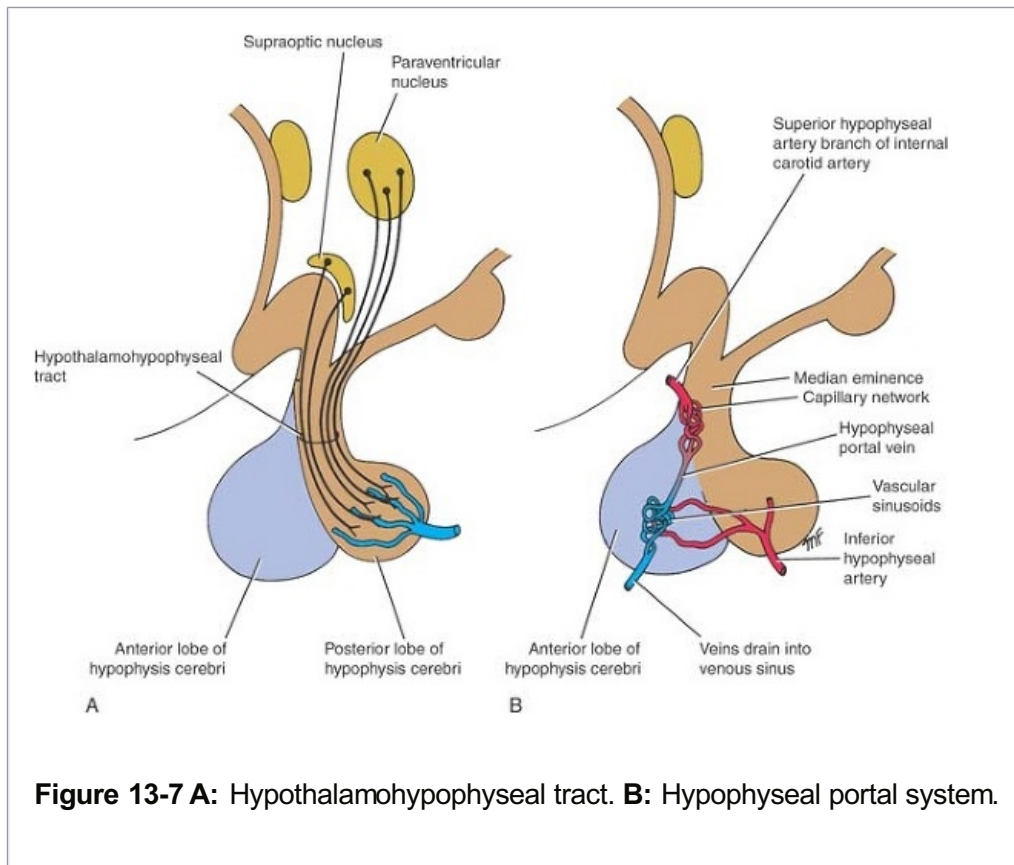 Supraoptic nucleus
Paraventricular
nucleus
Hypothalamohypophyseal
tract
Anterior lobe of
hypophysis cerebri
Posterior lobe of
hypophysis cerebri
A
Superior hypophyseal
artery branch of internal
carotid artery
Median eminence
Capillary network
Hypophyseal
portal vein
Vascular
sinusoids
Inferior
hypophyseal
artery
Anterior lobe of
hypophysis cerebri
Veins drain into
venous sinus
B
Figure 13-7 A: Hypothalamohypophyseal tract. B: Hypophyseal portal system.